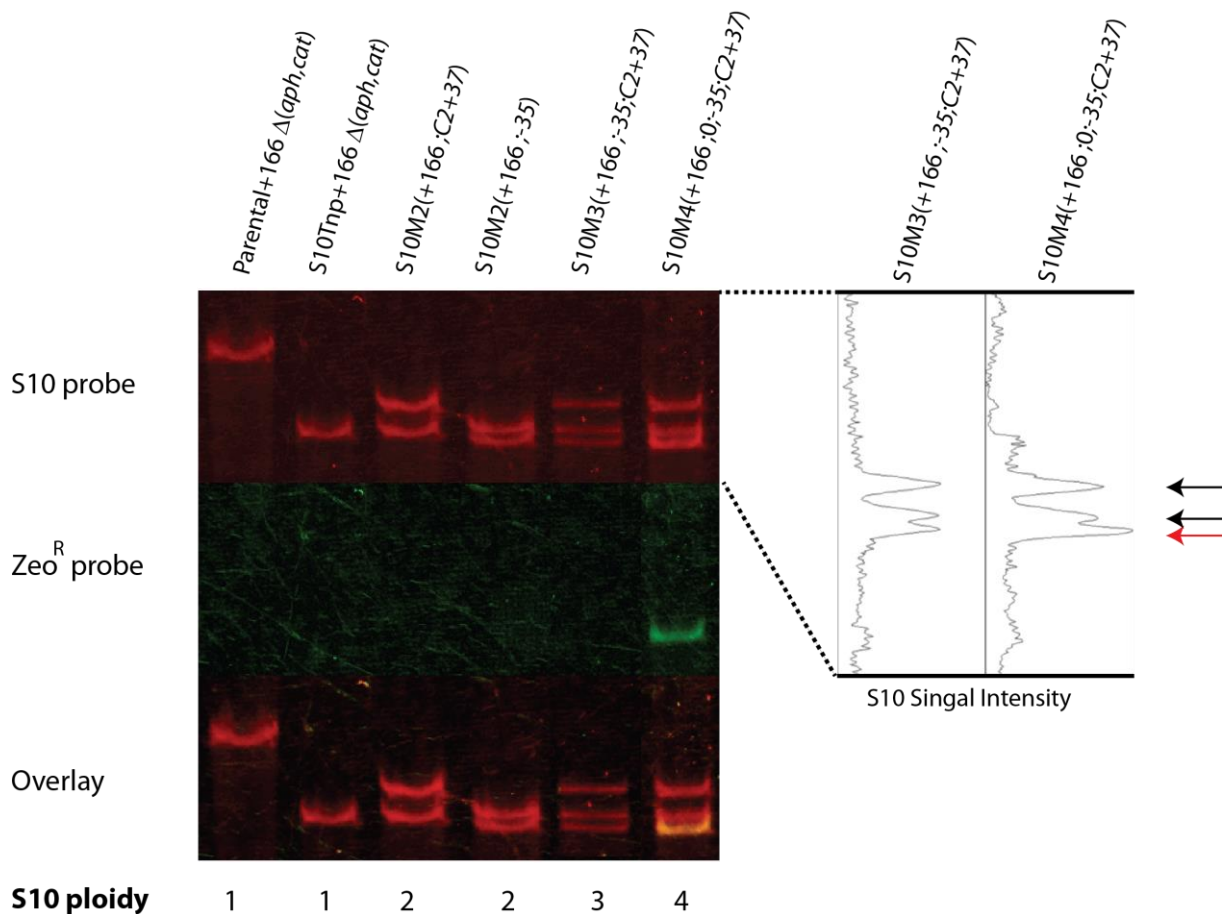 Parental+166 Δ(aph,cat)
S10Tnp+166 Δ(aph,cat)
S10M2(+166 ;C2+37)
S10M2(+166 ;-35)
S10M3(+166 ;-35;C2+37)
S10M4(+166 ;0;-35;C2+37)
S10M3(+166 ;-35;C2+37)
S10M4(+166 ;0;-35;C2+37)
S10 probe
Zeo^R probe
Overlay
S10 Singal Intensity
S10 ploidy 1 1 2 2 3 4